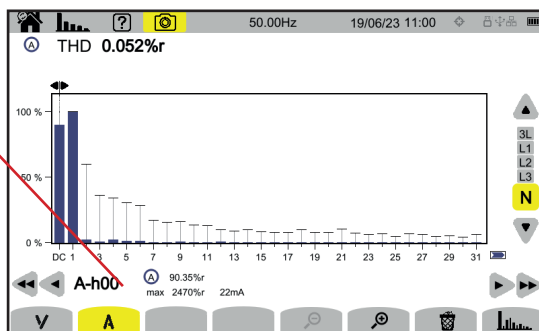 ? 50.00Hz 19/06/23 11:00
A THD 0.052%r
100 %
3L
L1
L2
50 %
L3
N
0 %
DC 1 3 5 7 9 11 13 15 17 19 21 23 25 27 29 31
A-h00 A 90.35%r
max 2470%r 22mA
V A